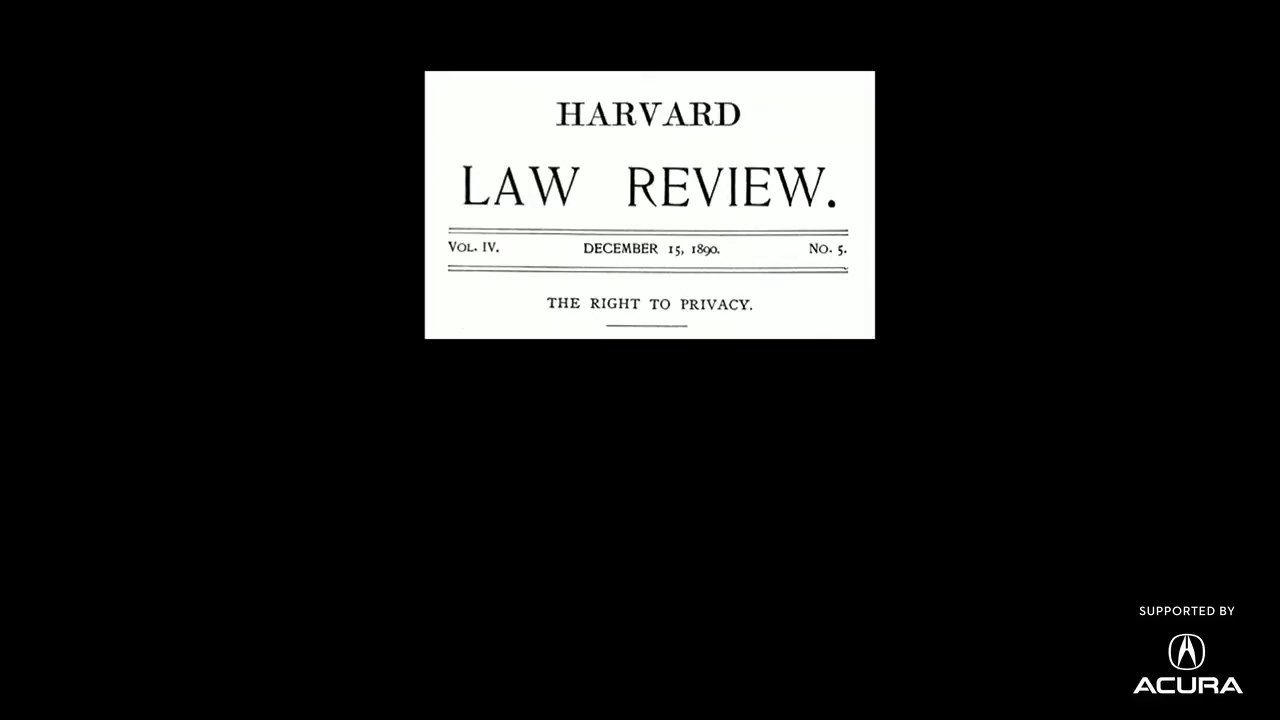 HARVARD
LAW REVIEW.
VOL. IV. DECEMBER 15, 1890. NO. 5.
THE RIGHT TO PRIVACY.
SUPPORTED BY
ACURA